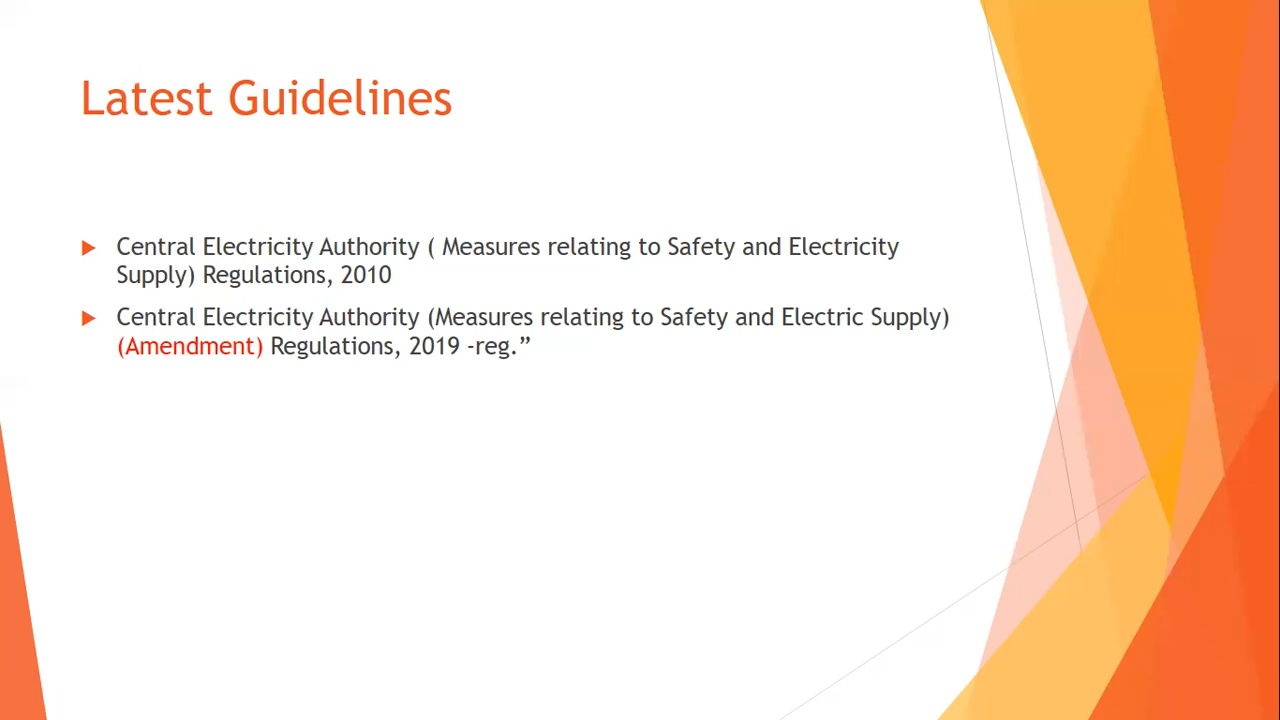 Latest Guidelines
Central Electricity Authority ( Measures relating to Safety and Electricity
Supply) Regulations, 2010
Central Electricity Authority (Measures relating to Safety and Electric Supply)
(Amendment) Regulations, 2019 -reg.”